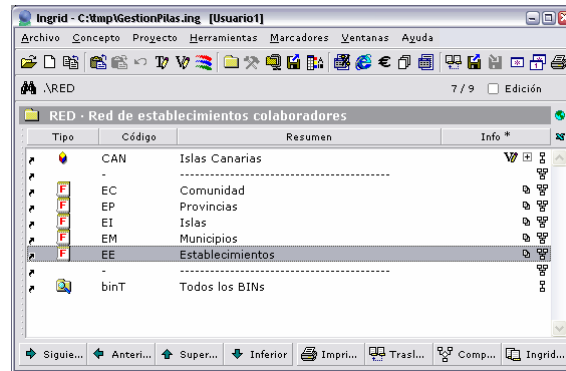 Ingrid - C:\tmp\GestionPilas.ing [Usuario1]
Archivo Concepto Proyecto Herramientas Marcadores Ventanas Ayuda
.\RED 7 / 9 Edición
RED · Red de establecimientos colaboradores
Tipo Código Resumen Info *
CAN Islas Canarias
- ----------------------------------------
F EC Comunidad
F EP Provincias
F EI Islas
F EM Municipios
F EE Establecimientos
- ----------------------------------------
binT Todos los BINs
Siguie... Anteri... Super... Inferior Impri... Trasl... Comp... Ingrid...